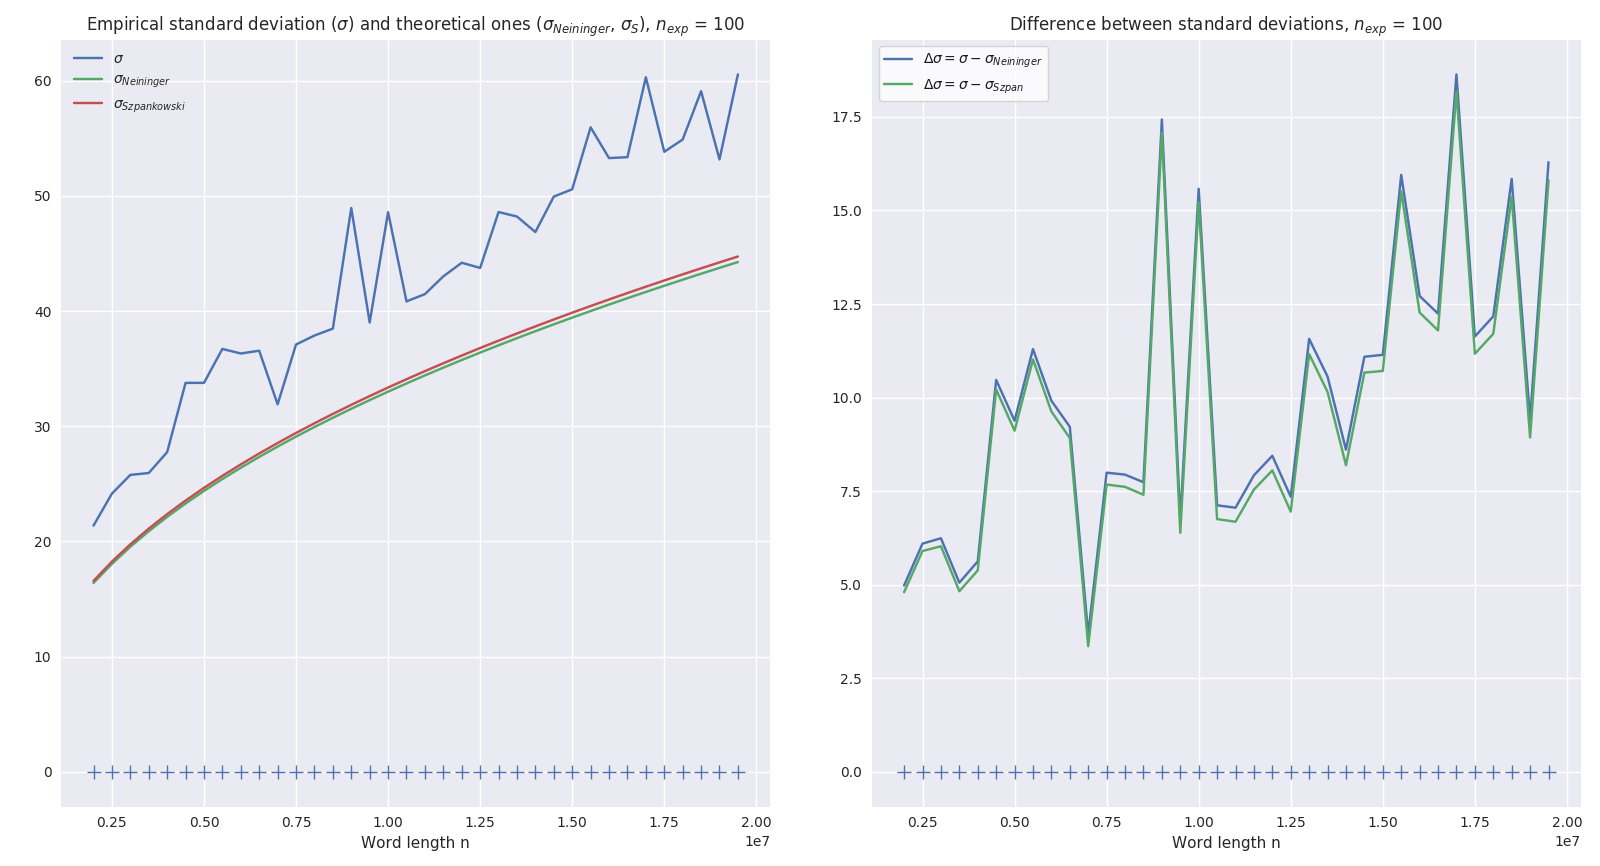 Empirical standard deviation (σ) and theoretical ones (σ_Neininger, σ_S), n_exp = 100
σ
σ_Neininger
σ_Szpankowski
60
50
40
30
20
10
0
0.25 0.50 0.75 1.00 1.25 1.50 1.75 2.00
1e7
Word length n
Difference between standard deviations, n_exp = 100
Δσ = σ − σ_Neininger
Δσ = σ − σ_Szpan
17.5
15.0
12.5
10.0
7.5
5.0
2.5
0.0
0.25 0.50 0.75 1.00 1.25 1.50 1.75 2.00
1e7
Word length n